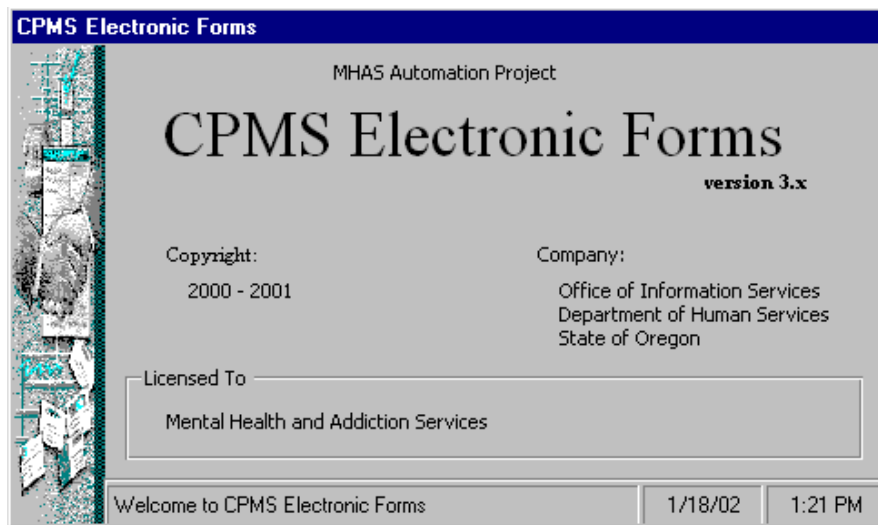 CPMS Electronic Forms
MHAS Automation Project
CPMS Electronic Forms
version 3.x
Copyright:
2000 - 2001
Company:
Office of Information Services
Department of Human Services
State of Oregon
Licensed To
Mental Health and Addiction Services
Welcome to CPMS Electronic Forms
1/18/02
1:21 PM